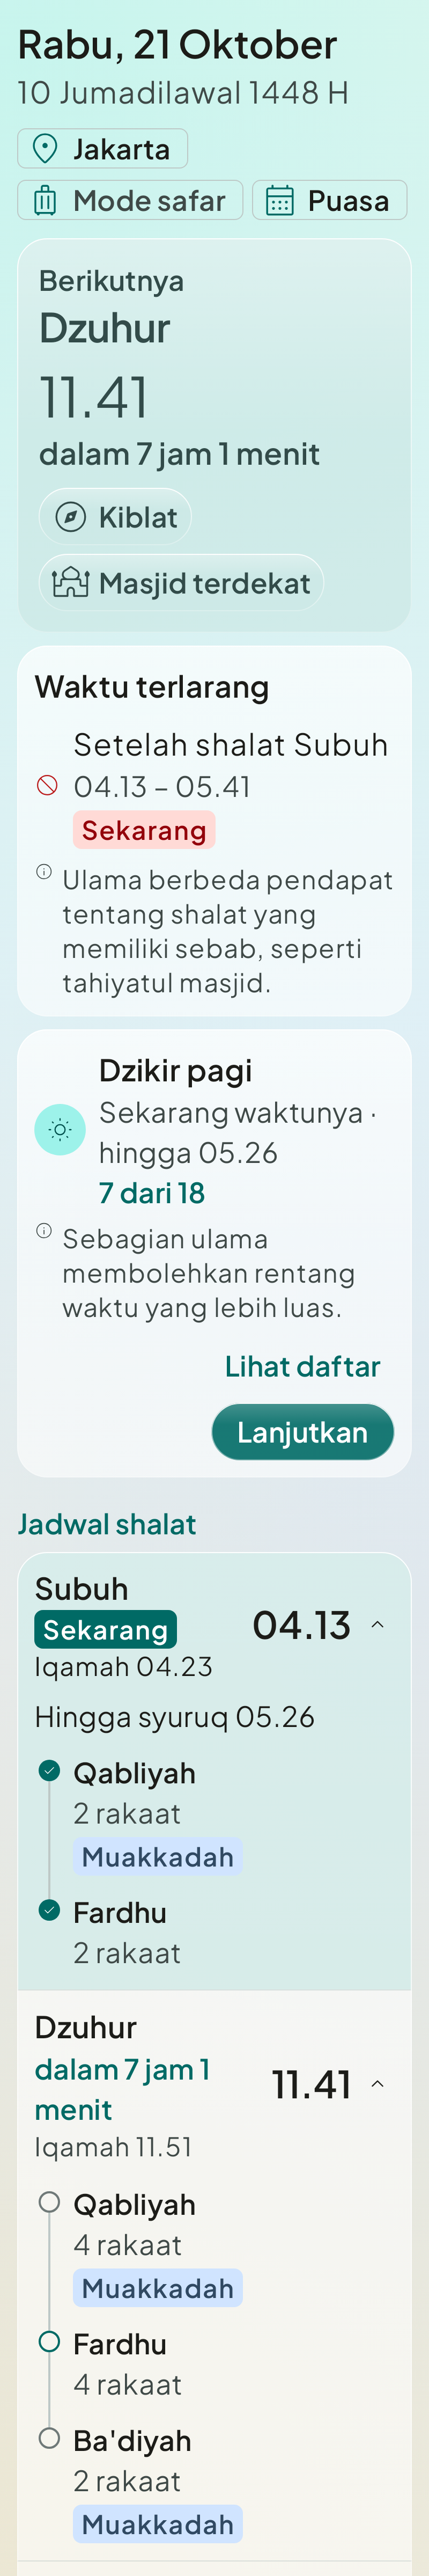 Rabu, 21 Oktober
10 Jumadilawal 1448 H
Jakarta
Mode safar
Puasa
Berikutnya
Dzuhur
11.41
dalam 7 jam 1 menit
Kiblat
Masjid terdekat
Waktu terlarang
Setelah shalat Subuh
04.13 – 05.41
Sekarang
Ulama berbeda pendapat
tentang shalat yang
memiliki sebab, seperti
tahiyatul masjid.
Dzikir pagi
Sekarang waktunya ·
hingga 05.26
7 dari 18
Sebagian ulama
membolehkan rentang
waktu yang lebih luas.
Lihat daftar
Lanjutkan
Jadwal shalat
Subuh
Sekarang
04.13
Iqamah 04.23
Hingga syuruq 05.26
Qabliyah
2 rakaat
Muakkadah
Fardhu
2 rakaat
Dzuhur
dalam 7 jam 1
menit
11.41
Iqamah 11.51
Qabliyah
4 rakaat
Muakkadah
Fardhu
4 rakaat
Ba'diyah
2 rakaat
Muakkadah